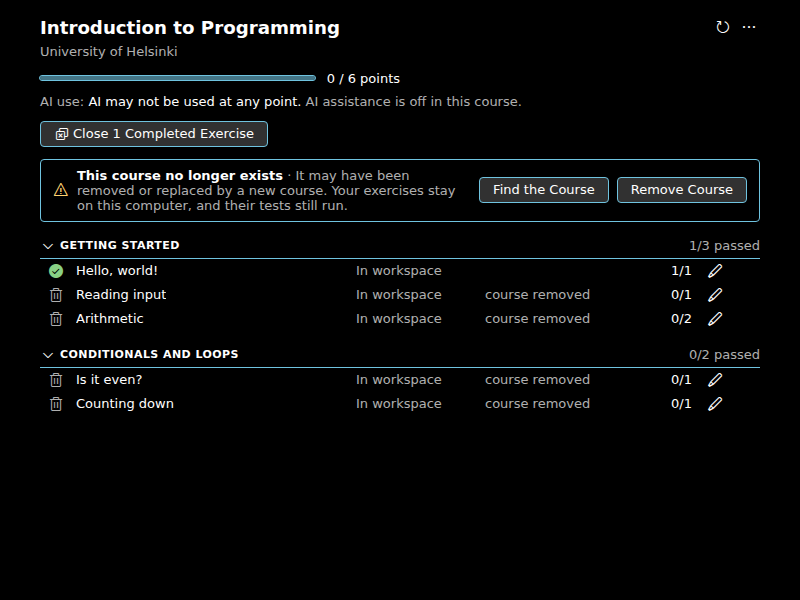 Introduction to Programming
University of Helsinki
0 / 6 points
AI use: AI may not be used at any point. AI assistance is off in this course.
Close 1 Completed Exercise
This course no longer exists · It may have been
removed or replaced by a new course. Your exercises stay
on this computer, and their tests still run.
Find the Course
Remove Course
GETTING STARTED 1/3 passed
Hello, world! In workspace 1/1
Reading input In workspace course removed 0/1
Arithmetic In workspace course removed 0/2
CONDITIONALS AND LOOPS 0/2 passed
Is it even? In workspace course removed 0/1
Counting down In workspace course removed 0/1